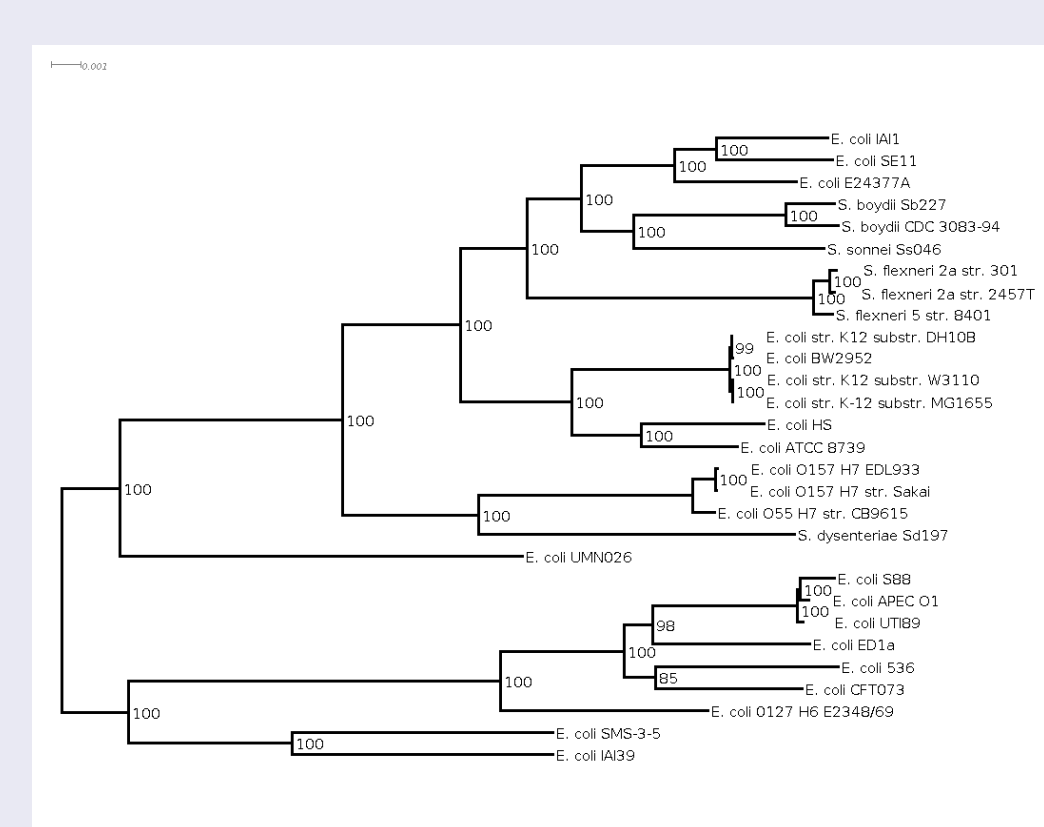 0.001
E. coli IAI1
100
E. coli SE11
100
E. coli E24377A
100
S. boydii Sb227
100
S. boydii CDC 3083-94
100
S. sonnei Ss046
100
S. flexneri 2a str. 301
100
S. flexneri 2a str. 2457T
100
S. flexneri 5 str. 8401
100
E. coli str. K12 substr. DH10B
99
E. coli BW2952
100
E. coli str. K12 substr. W3110
100
E. coli str. K-12 substr. MG1655
100
E. coli HS
100
E. coli ATCC 8739
100
E. coli O157 H7 EDL933
100
E. coli O157 H7 str. Sakai
100
E. coli O55 H7 str. CB9615
100
S. dysenteriae Sd197
E. coli UMN026
E. coli S88
100
E. coli APEC O1
100
E. coli UTI89
98
E. coli ED1a
100
E. coli 536
85
E. coli CFT073
100
E. coli 0127 H6 E2348/69
100
E. coli SMS-3-5
100
E. coli IAI39